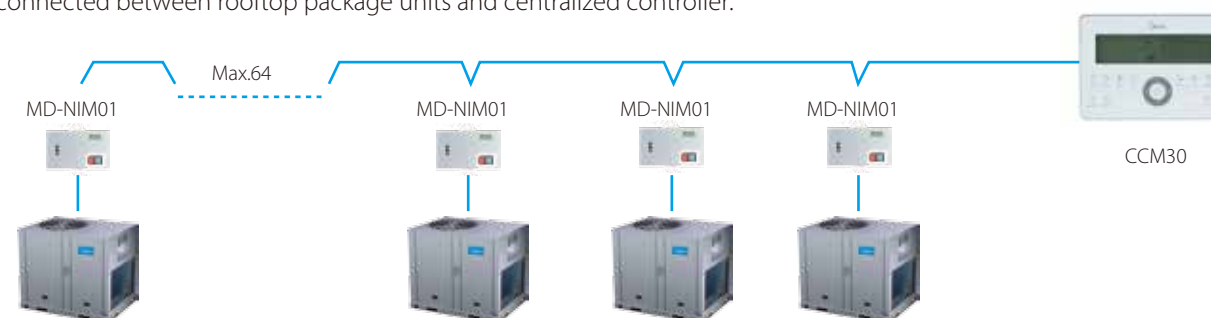 connected between rooftop package units and centralized controller.
Max.64
MD-NIM01
MD-NIM01
MD-NIM01
MD-NIM01
CCM30